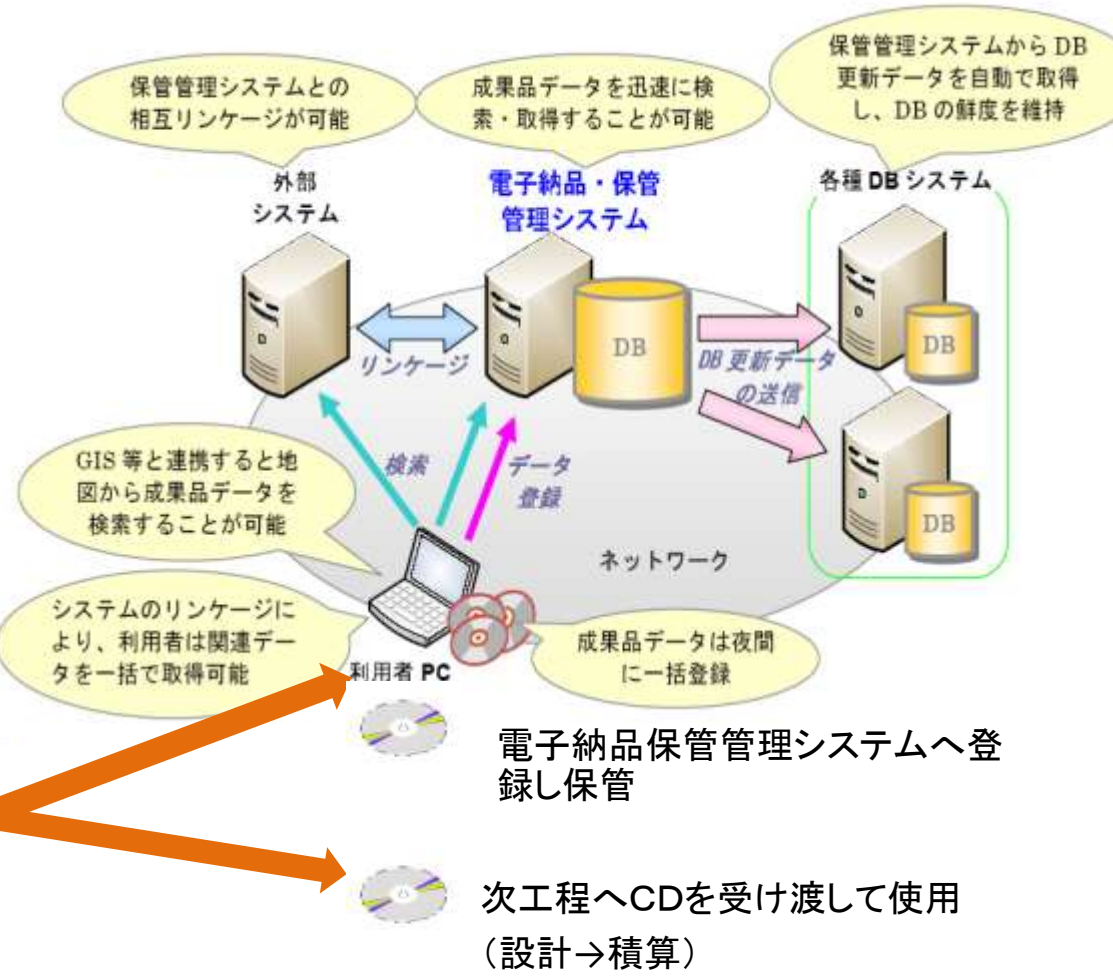 保管管理システムとの
相互リンケージが可能
成果品データを迅速に検
索・取得することが可能
保管管理システムから DB
更新データを自動で取得
し、DB の鮮度を維持
外部
システム
電子納品・保管
管理システム
各種 DB システム
リンケージ
DB
DB 更新データ
の送信
DB
DB
GIS 等と連携すると地
図から成果品データを
検索することが可能
検索
データ
登録
ネットワーク
システムのリンケージに
より、利用者は関連デー
タを一括で取得可能
利用者 PC
成果品データは夜間
に一括登録
電子納品保管管理システムへ登
録し保管
次工程へCDを受け渡して使用
（設計→積算）